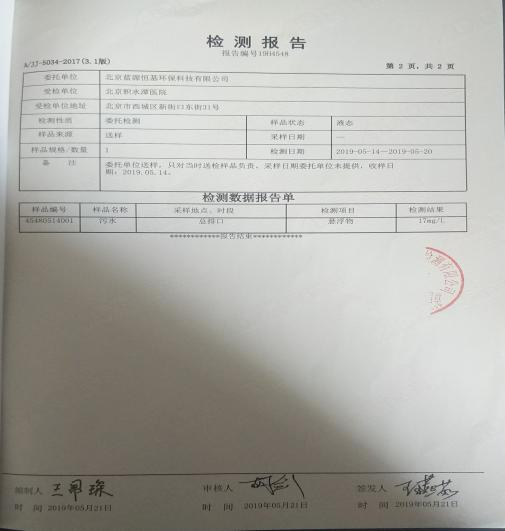 检测报告
报告编号19H4548
A/JJ-5034-2017(3.1版)
第 2 页, 共 2 页
委托单位 北京蓝源恒基环保科技有限公司
受检单位 北京积水潭医院
受检单位地址 北京市西城区新街口东街31号
检测性质 委托检测 样品状态 液态
样品来源 送样 采样日期 —
样品规格/数量 1 检测日期 2019-05-14—2019-05-20
备 注 委托单位送样, 只对当时送检样品负责, 采样日期委托单位未提供, 收样日
期: 2019.05.14。
检测数据报告单
样品编号 样品名称 采样地点、时段 检测项目 检测结果
45480514001 污水 总排口 悬浮物 17mg/L
************报告结束************
检测有限公司
编制人 审核人 签发人
时 间 2019年05月21日 时 间 2019年05月21日 时 间 2019年05月21日